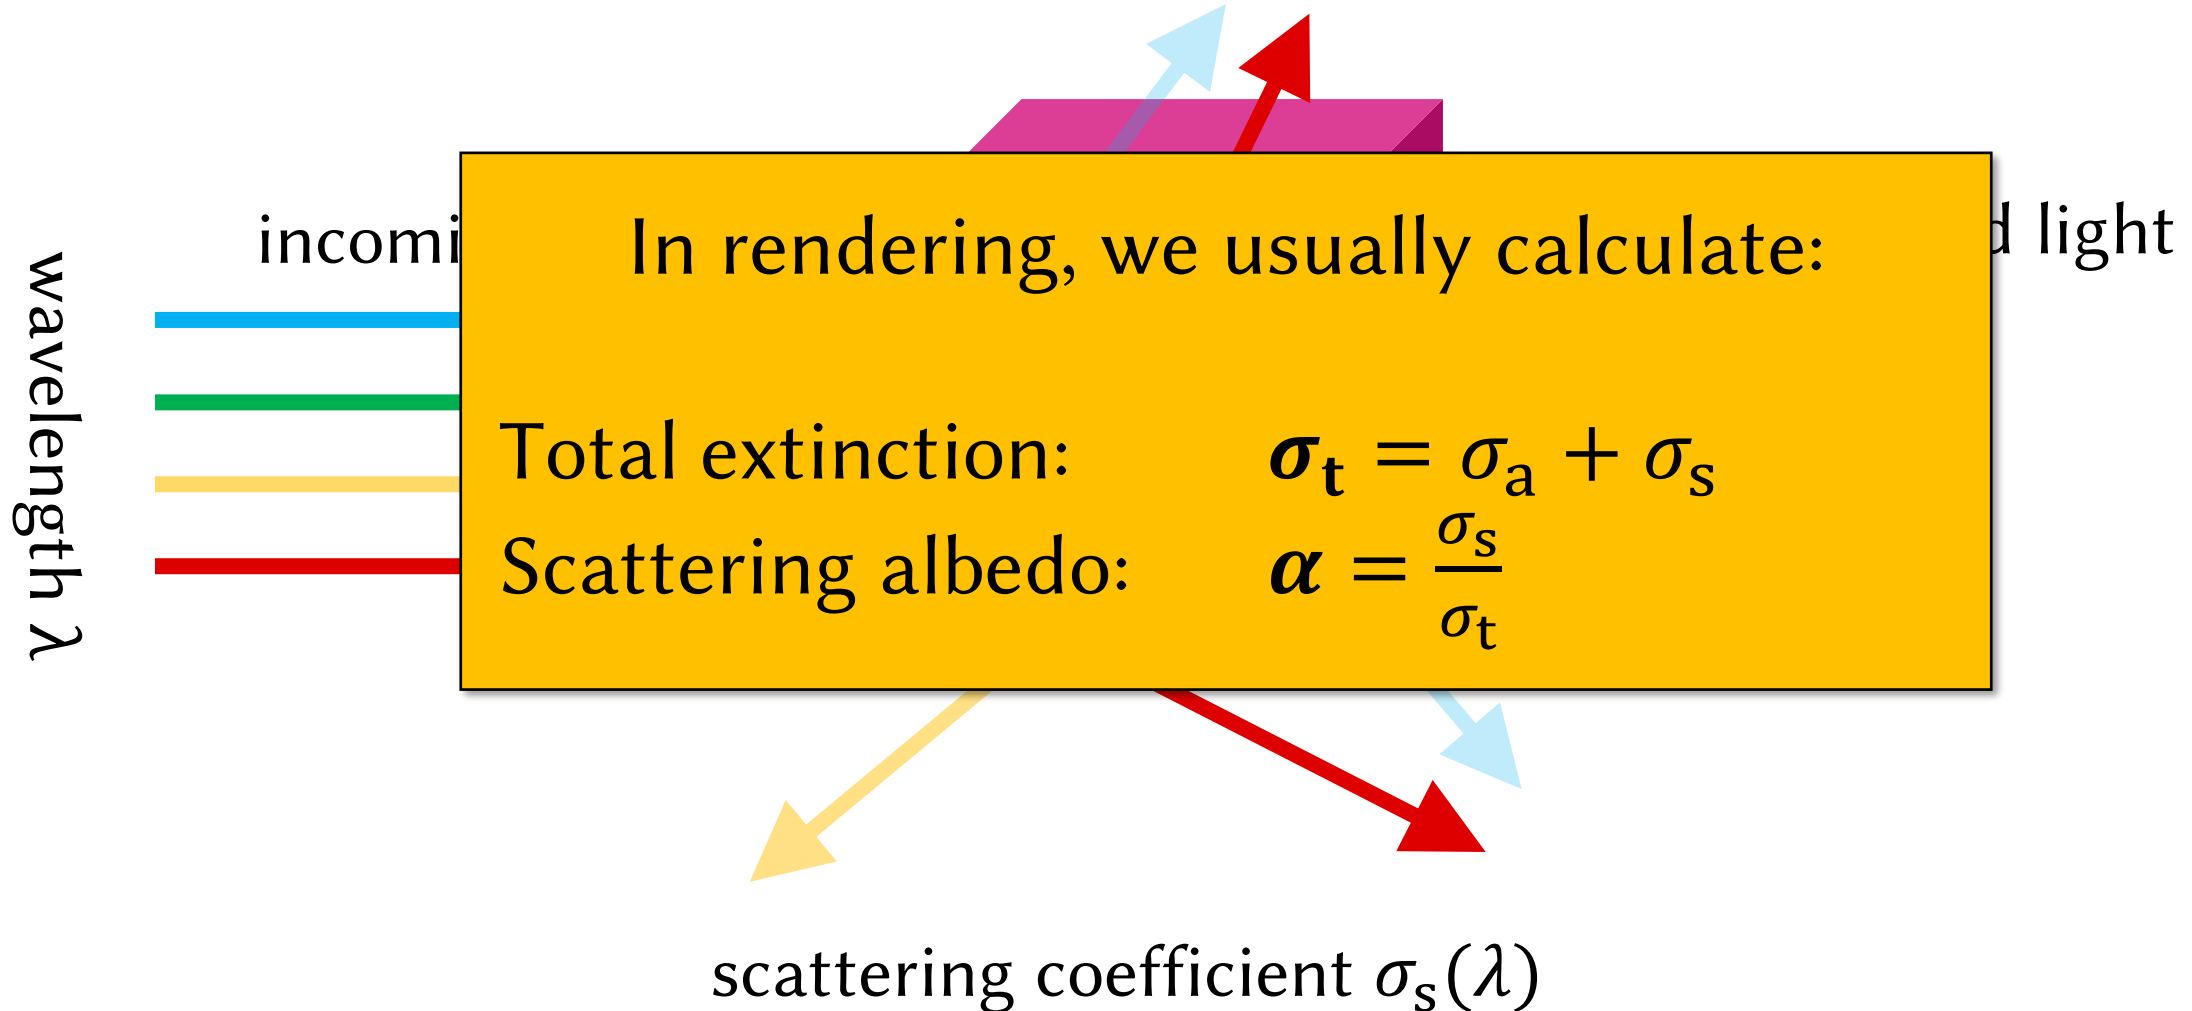 wavelength λ
In rendering, we usually calculate:
light
Total extinction: σt = σa + σs
Scattering albedo: α = σs/σt
scattering coefficient σs(λ)